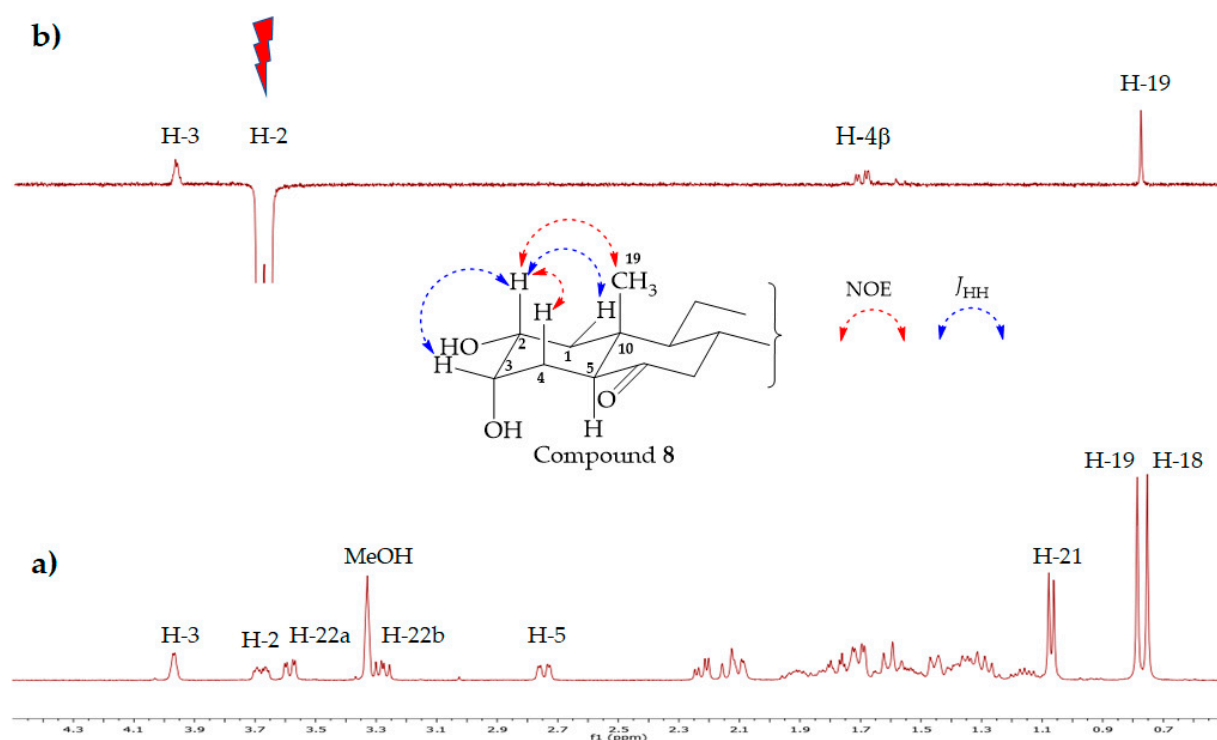 b)
H-3
H-2
H-4β
H-19
19
CH3
H
H
H
HO
2
1
10
H
3
4
5
O
OH
H
NOE
JHH
Compound 8
H-19 H-18
a)
MeOH
H-21
H-3
H-2
H-22a
H-22b
H-5
4.3 4.1 3.9 3.7 3.5 3.3 3.1 2.9 2.7 2.5 2.3 2.1 1.9 1.7 1.5 1.3 1.1 0.9 0.7
f1 (ppm)